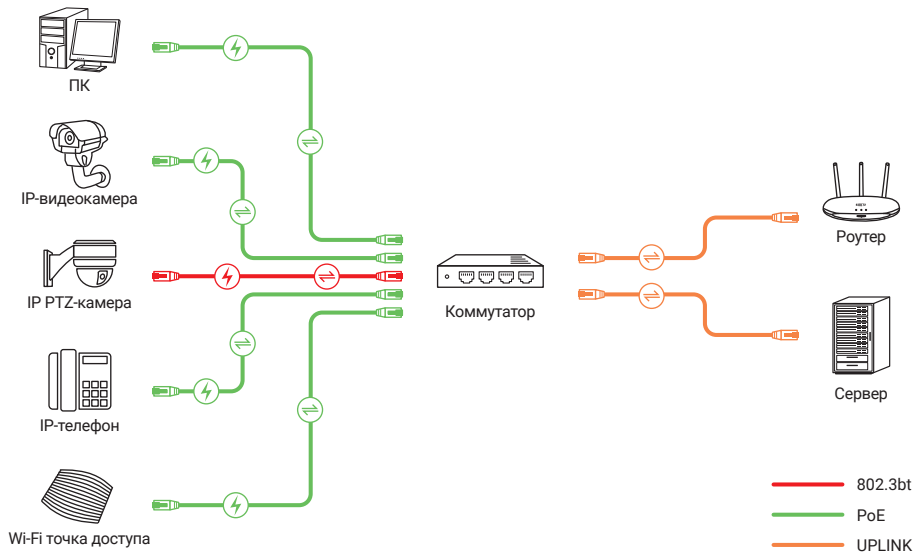 ПК
IP-видеокамера
IP PTZ-камера
IP-телефон
Wi-Fi точка доступа
Коммутатор
Роутер
Сервер
802.3bt
PoE
UPLINK